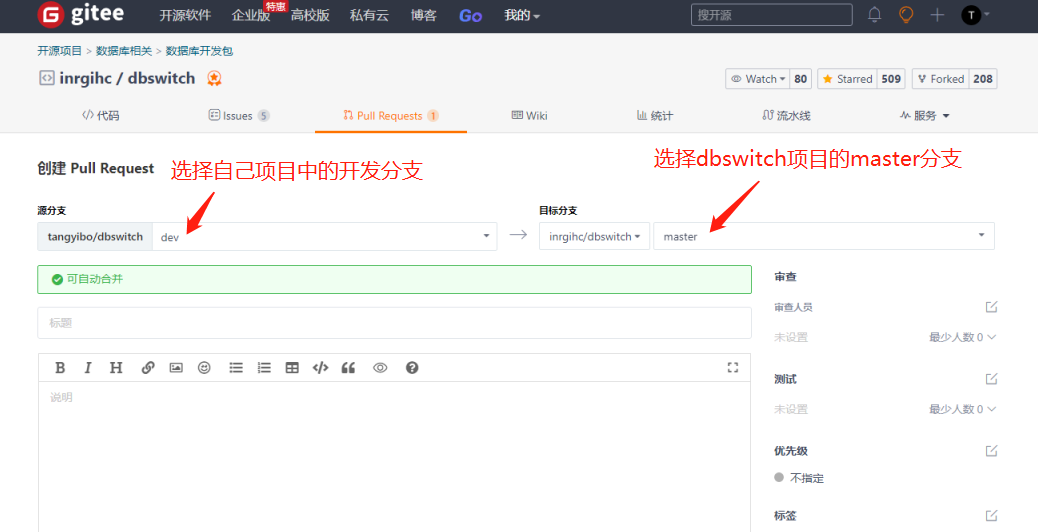 gitee 开源软件 企业版 特惠 高校版 私有云 博客 Go 我的 搜开源 T
开源项目 > 数据库相关 > 数据库开发包
inrgihc / dbswitch Watch 80 Starred 509 Forked 208
代码 Issues 5 Pull Requests 1 Wiki 统计 流水线 服务
创建 Pull Request 选择自己项目中的开发分支 选择dbswitch项目的master分支
源分支 目标分支
tangyibo/dbswitch dev → inrgihc/dbswitch master
可自动合并 审查
标题 审查人员
未设置 最少人数 0
B I H
测试
说明 未设置 最少人数 0
优先级
不指定
标签